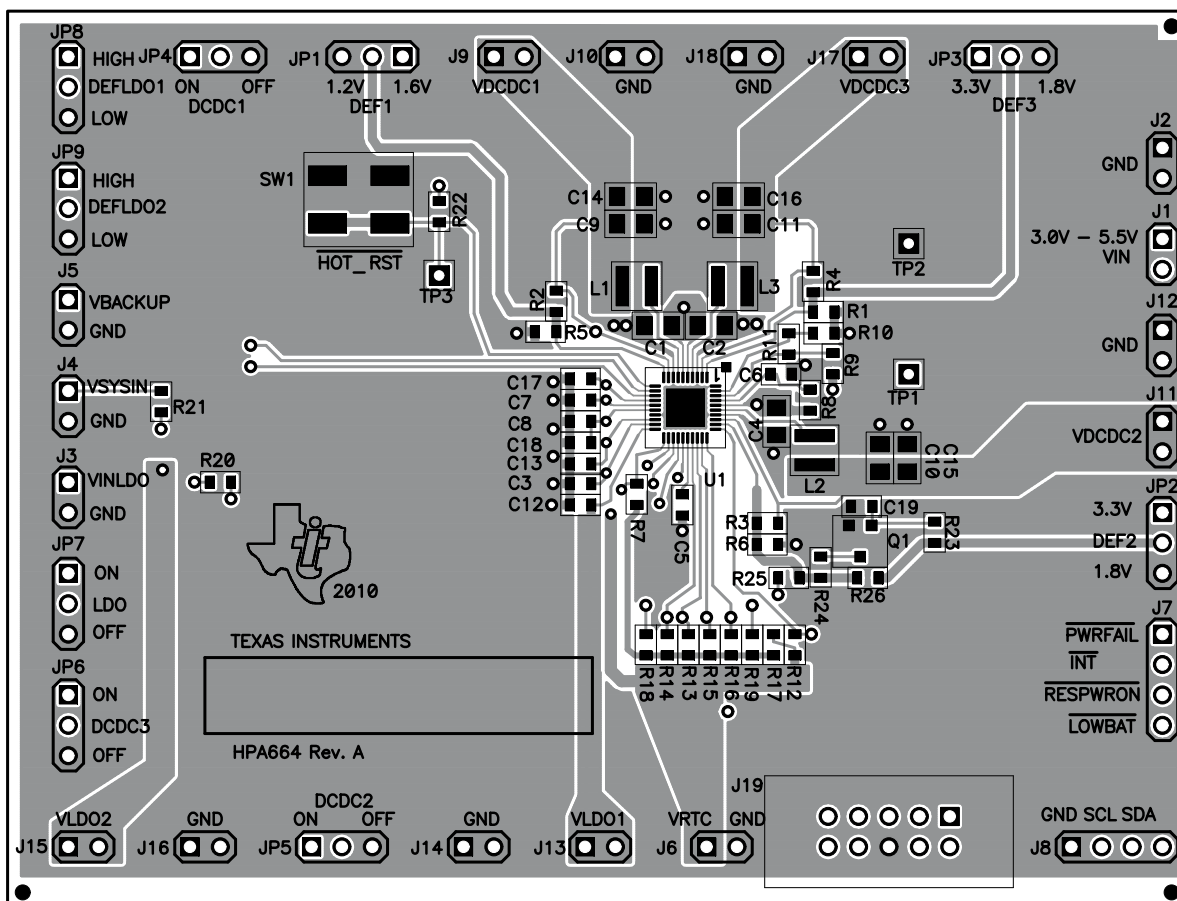 JP8
HIGH
DEFLDO1
LOW
JP4
ON
OFF
DCDC1
JP1
1.2V
1.6V
DEF1
J9
VDCDC1
J10
GND
J18
GND
J17
VDCDC3
JP3
3.3V
1.8V
DEF3
J2
GND
JP9
HIGH
DEFLDO2
LOW
SW1
HOT_RST
R22
TP3
C14
C9
C16
C11
J1
3.0V - 5.5V
VIN
TP2
J5
VBACKUP
GND
R2
R5
L1
L3
C1
C2
R4
R1
R10
R11
R9
C6
R8
J12
GND
J4
VSYSIN
GND
R21
C17
C7
C8
C18
C13
C3
C12
U1
C4
L2
TP1
C10
C15
J11
VDCDC2
J3
VINLDO
GND
R20
R7
C5
R3
R6
C19
Q1
R23
R25
R24
R26
JP2
3.3V
DEF2
1.8V
JP7
ON
LDO
OFF
2010
TEXAS INSTRUMENTS
HPA664 Rev. A
R18
R14
R13
R15
R16
R19
R17
R12
J7
PWRFAIL
INT
RESPWRON
LOWBAT
JP6
ON
DCDC3
OFF
J15
VLDO2
J16
GND
JP5
DCDC2
ON
OFF
J14
GND
J13
VLDO1
J6
VRTC
GND
J19
J8
GND SCL SDA